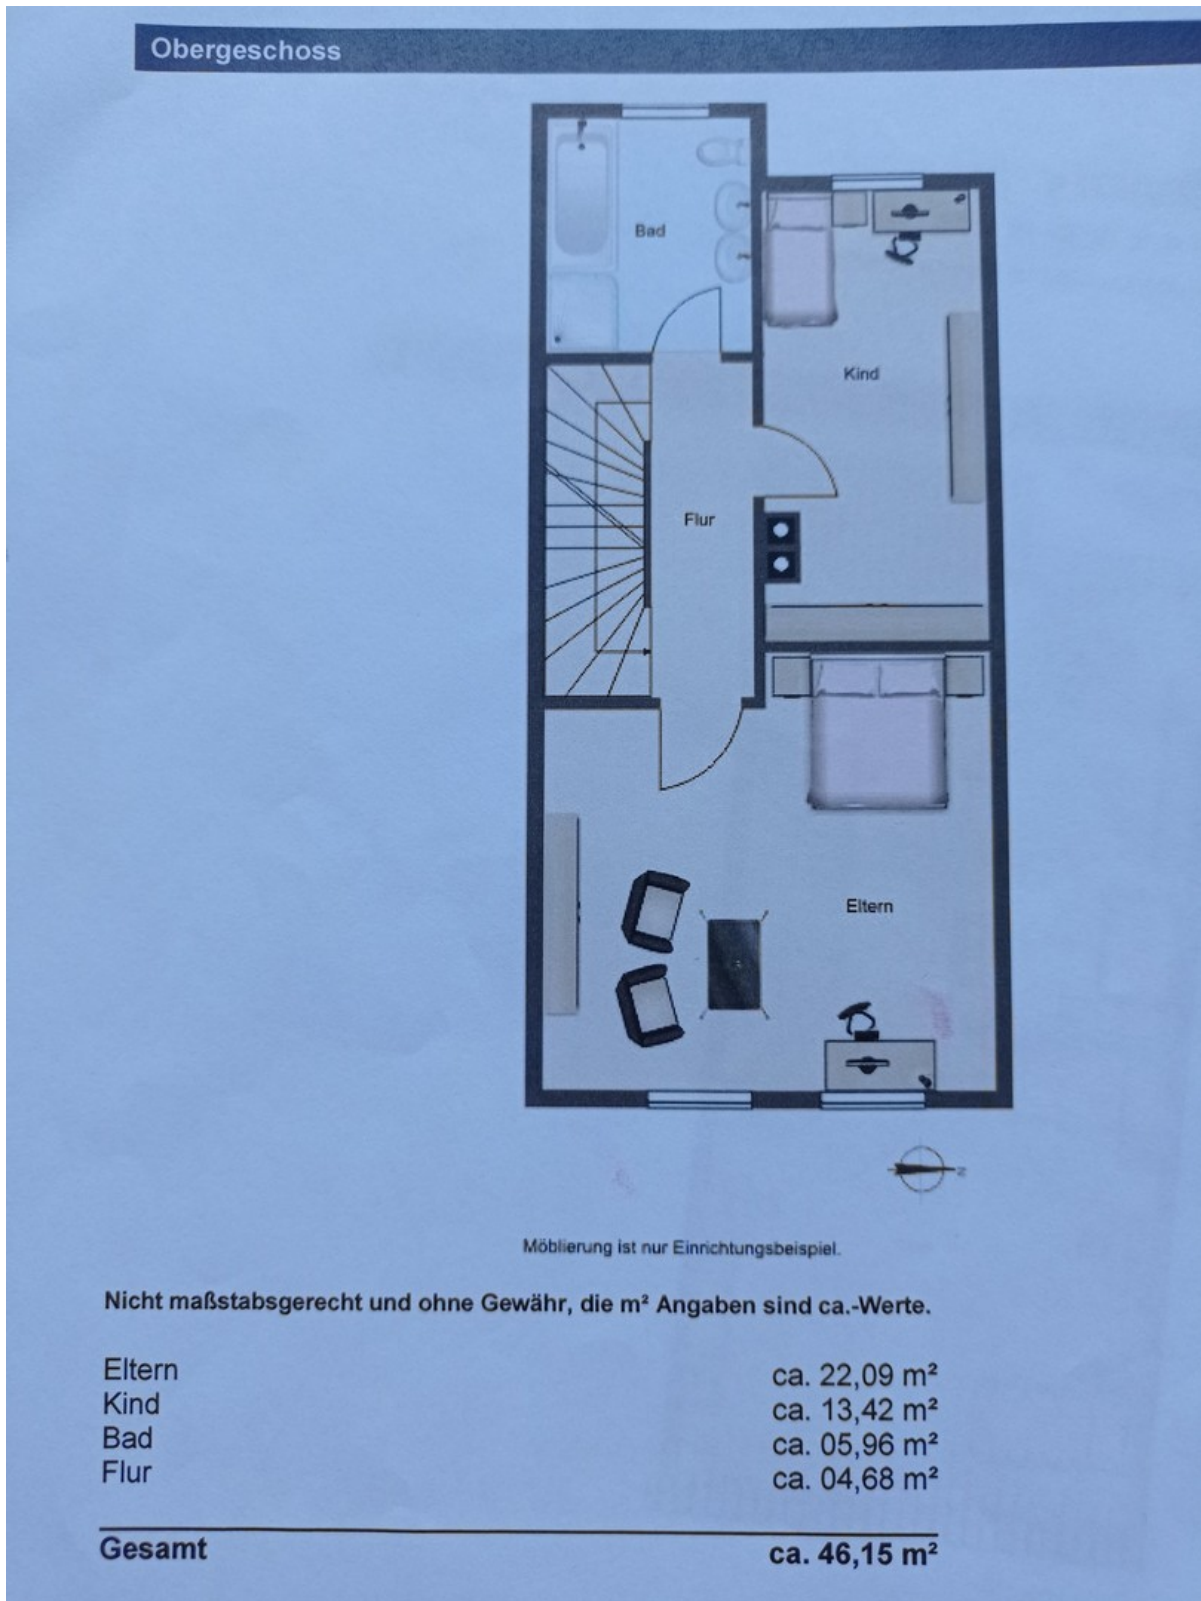 Obergeschoss
Bad
Kind
Flur
Eltern
N
Möblierung ist nur Einrichtungsbeispiel.
Nicht maßstabsgerecht und ohne Gewähr, die m² Angaben sind ca.-Werte.
Eltern ca. 22,09 m²
Kind ca. 13,42 m²
Bad ca. 05,96 m²
Flur ca. 04,68 m²
Gesamt ca. 46,15 m²